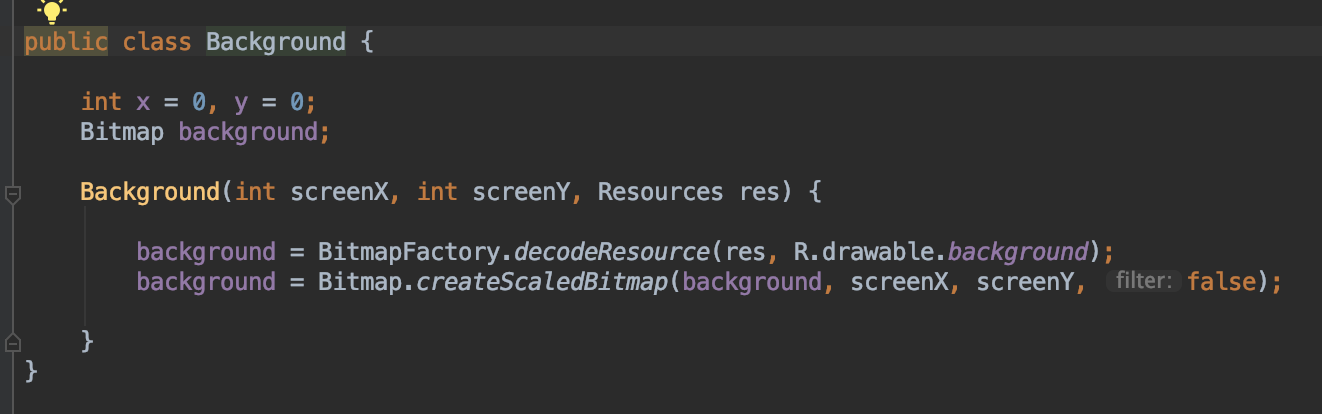 public class Background {
int x = 0, y = 0;
Bitmap background;
Background(int screenX, int screenY, Resources res) {
background = BitmapFactory.decodeResource(res, R.drawable.background);
background = Bitmap.createScaledBitmap(background, screenX, screenY, filter: false);
}
}